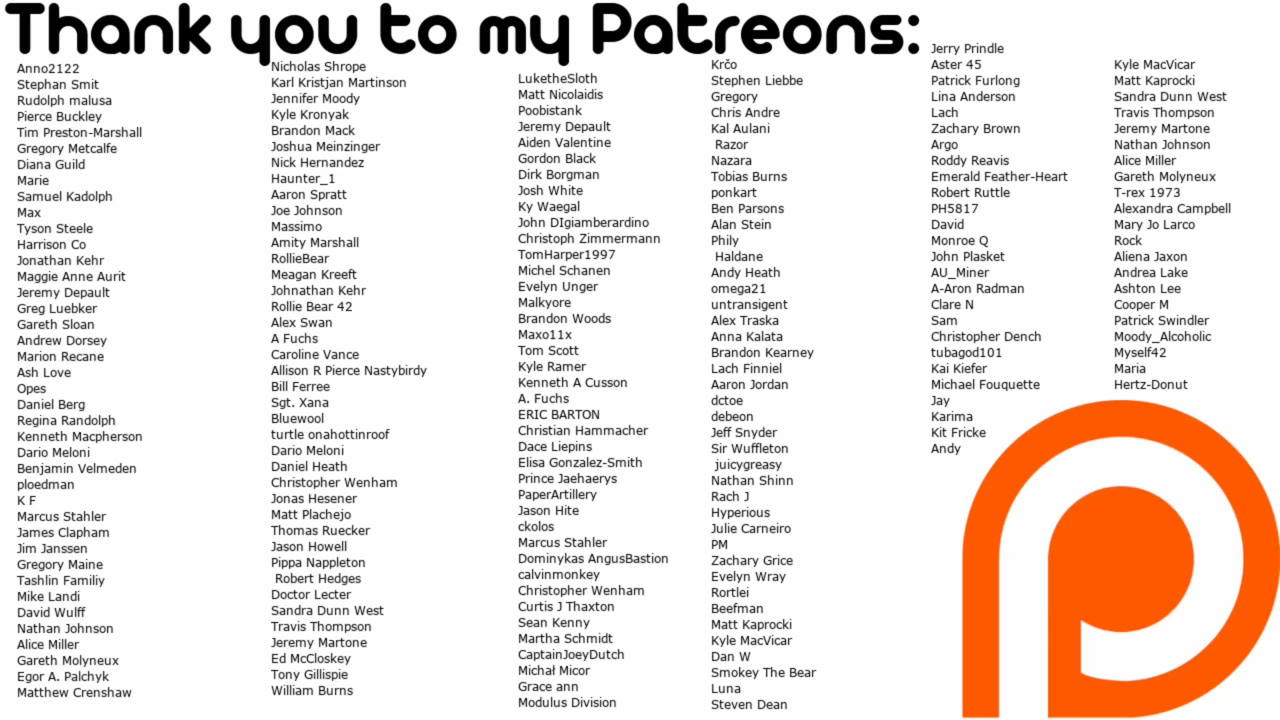 Thank you to my Patreons:
Anno2122
Stephan Smit
Rudolph malusa
Pierce Buckley
Tim Preston-Marshall
Gregory Metcalfe
Diana Guild
Marie
Samuel Kadolph
Max
Tyson Steele
Harrison Co
Jonathan Kehr
Maggie Anne Aurit
Jeremy Depault
Greg Luebker
Gareth Sloan
Andrew Dorsey
Marion Recane
Ash Love
Opes
Daniel Berg
Regina Randolph
Kenneth Macpherson
Dario Meloni
Benjamin Velmeden
ploedman
K F
Marcus Stahler
James Clapham
Jim Janssen
Gregory Maine
Tashlin Familiy
Mike Landi
David Wulff
Nathan Johnson
Alice Miller
Gareth Molyneux
Egor A. Palchyk
Matthew Crenshaw
Nicholas Shrope
Karl Kristjan Martinson
Jennifer Moody
Kyle Kronyak
Brandon Mack
Joshua Meinzinger
Nick Hernandez
Haunter_1
Aaron Spratt
Joe Johnson
Massimo
Amity Marshall
RollieBear
Meagan Kreeft
Johnathan Kehr
Rollie Bear 42
Alex Swan
A Fuchs
Caroline Vance
Allison R Pierce Nastybirdy
Bill Ferree
Sgt. Xana
Bluewool
turtle onahottinroof
Dario Meloni
Daniel Heath
Christopher Wenham
Jonas Hesener
Matt Plachejo
Thomas Ruecker
Jason Howell
Pippa Nappleton
Robert Hedges
Doctor Lecter
Sandra Dunn West
Travis Thompson
Jeremy Martone
Ed McCloskey
Tony Gillispie
William Burns
LuketheSloth
Matt Nicolaidis
Poobistank
Jeremy Depault
Aiden Valentine
Gordon Black
Dirk Borgman
Josh White
Ky Waegal
John DIgiamberardino
Christoph Zimmermann
TomHarper1997
Michel Schanen
Evelyn Unger
Malkyore
Brandon Woods
Maxo11x
Tom Scott
Kyle Ramer
Kenneth A Cusson
A. Fuchs
ERIC BARTON
Christian Hammacher
Dace Liepins
Elisa Gonzalez-Smith
Prince Jaehaerys
PaperArtillery
Jason Hite
ckolos
Marcus Stahler
Dominykas AngusBastion
calvinmonkey
Christopher Wenham
Curtis J Thaxton
Sean Kenny
Martha Schmidt
CaptainJoeyDutch
Michał Micor
Grace ann
Modulus Division
Krčo
Stephen Liebbe
Gregory
Chris Andre
Kal Aulani
Razor
Nazara
Tobias Burns
ponkart
Ben Parsons
Alan Stein
Phily
Haldane
Andy Heath
omega21
untransigent
Alex Traska
Anna Kalata
Brandon Kearney
Lach Finniel
Aaron Jordan
dctoe
debeon
Jeff Snyder
Sir Wuffleton
juicygreasy
Nathan Shinn
Rach J
Hyperious
Julie Carneiro
PM
Zachary Grice
Evelyn Wray
Rortlei
Beefman
Matt Kaprocki
Kyle MacVicar
Dan W
Smokey The Bear
Luna
Steven Dean
Jerry Prindle
Aster 45
Patrick Furlong
Lina Anderson
Lach
Zachary Brown
Argo
Roddy Reavis
Emerald Feather-Heart
Robert Ruttle
PH5817
David
Monroe Q
John Plasket
AU_Miner
A-Aron Radman
Clare N
Sam
Christopher Dench
tubagod101
Kai Kiefer
Michael Fouquette
Jay
Karima
Kit Fricke
Andy
Kyle MacVicar
Matt Kaprocki
Sandra Dunn West
Travis Thompson
Jeremy Martone
Nathan Johnson
Alice Miller
Gareth Molyneux
T-rex 1973
Alexandra Campbell
Mary Jo Larco
Rock
Aliena Jaxon
Andrea Lake
Ashton Lee
Cooper M
Patrick Swindler
Moody_Alcoholic
Myself42
Maria
Hertz-Donut